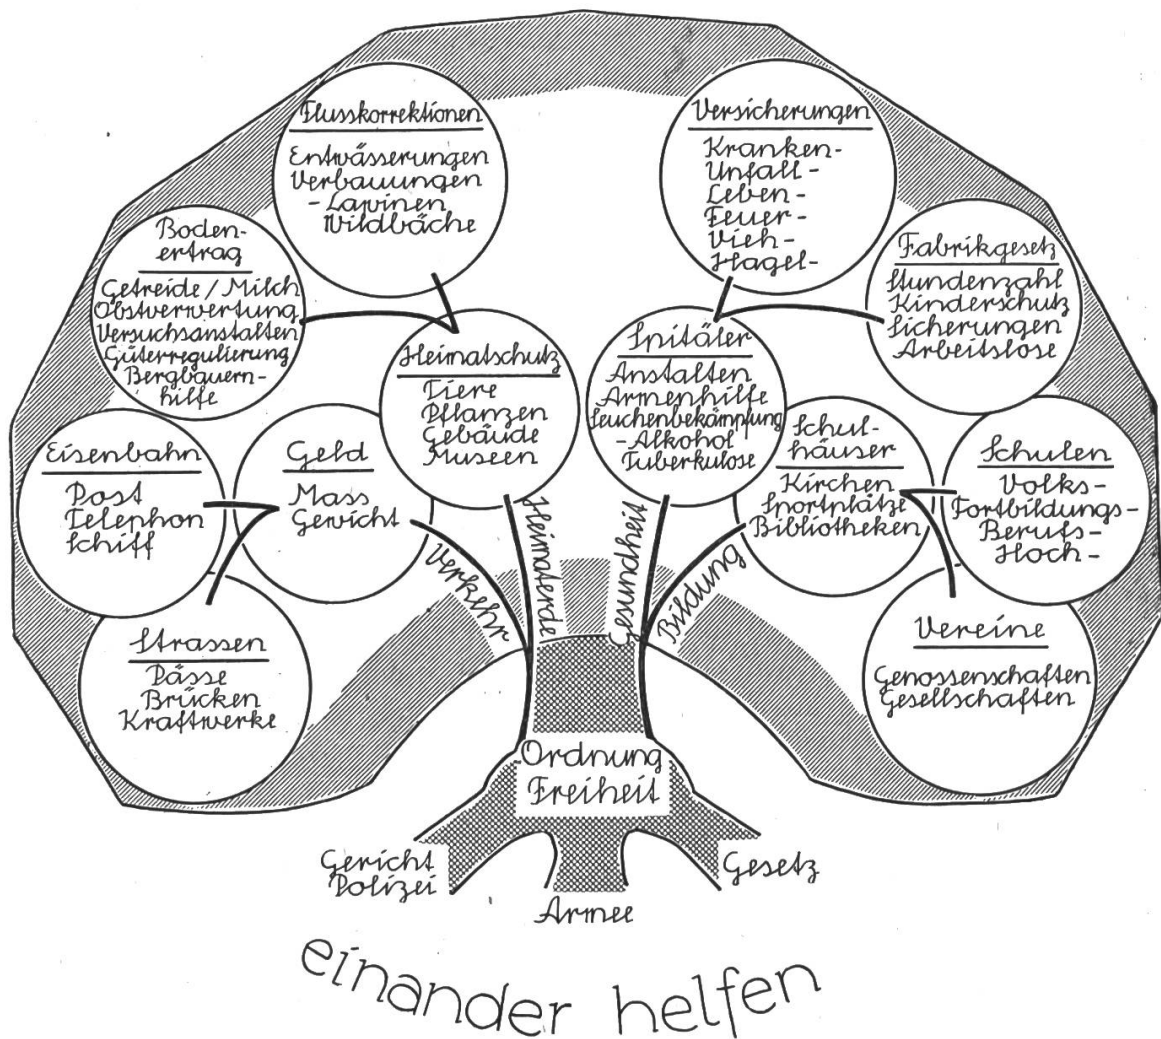 Flusskorrektionen
Entwässerungen
Verbauungen
- Lawinen
Wildbäche
Versicherungen
Kranken-
Unfall-
Leben-
Feuer-
Vieh-
Hagel-
Boden-
ertrag
Getreide / Milch
Obstverwertung
Versuchsanstalten
Güterregulierung
Bergbauern-
hilfe
Fabrikgesetz
Stundenzahl
Kinderschutz
Sicherungen
Arbeitslose
Heimatschutz
Tiere
Pflanzen
Gebäude
Museen
Spitäler
Anstalten
Armenhilfe
Seuchenbekämpfung
- Alkohol
Tuberkulose
Eisenbahn
Post
Telephon
Schiff
Geld
Mass
Gewicht
Schul-
häuser
Kirchen
Sportplätze
Bibliotheken
Schulen
Volks-
Fortbildungs-
Berufs-
Hoch-
Strassen
Pässe
Brücken
Kraftwerke
Vereine
Genossenschaften
Gesellschaften
Verkehr
Heimaterde
Gesundheit
Bildung
Ordnung
Freiheit
Gericht
Polizei
Armee
Gesetz
einander helfen